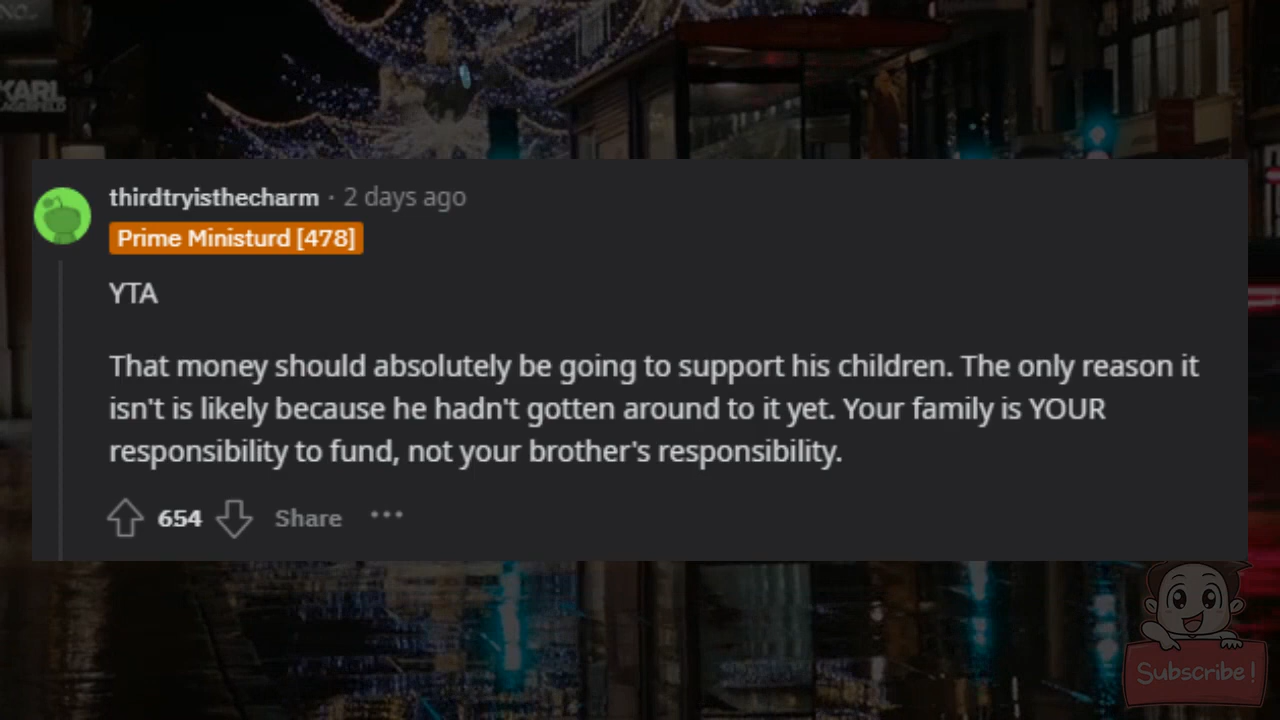 NO...
KARL
LAGERFELD
thirdtryisthecharm · 2 days ago
Prime Ministurd [478]
YTA
That money should absolutely be going to support his children. The only reason it
isn't is likely because he hadn't gotten around to it yet. Your family is YOUR
responsibility to fund, not your brother's responsibility.
654 Share ...
Subscribe!